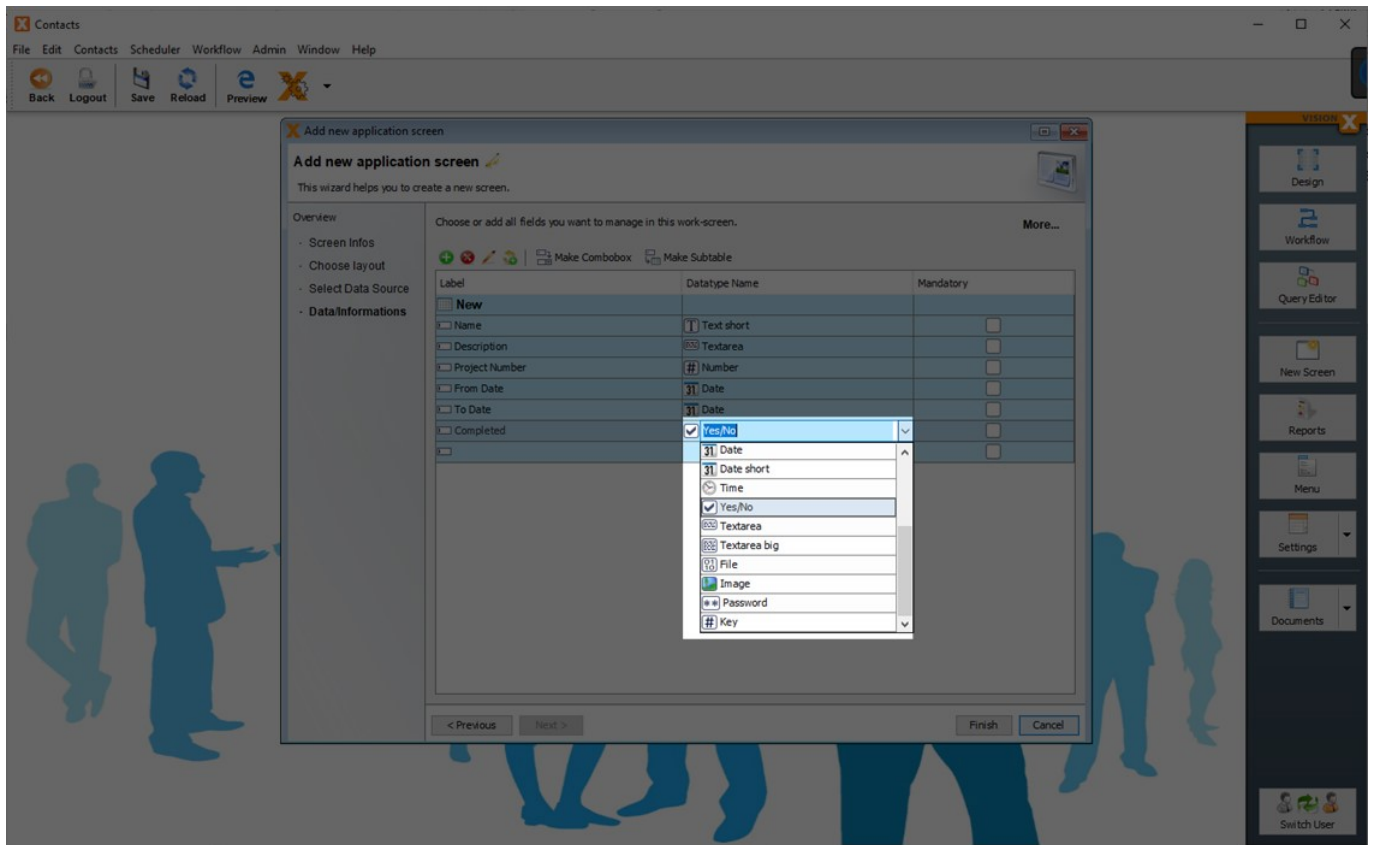 Contacts
File Edit Contacts Scheduler Workflow Admin Window Help
Back Logout Save Reload Preview
VISION X
Add new application screen
Add new application screen
This wizard helps you to create a new screen.
Overview
· Screen Infos
· Choose layout
· Select Data Source
· Data/Informations
Choose or add all fields you want to manage in this work-screen.
More...
Make Combobox Make Subtable
Label Datatype Name Mandatory
New
Name Text short
Description Textarea
Project Number # Number
From Date 31 Date
To Date 31 Date
Completed Yes/No
31 Date
31 Date short
Time
Yes/No
Textarea
Textarea big
File
Image
** Password
# Key
< Previous Next > Finish Cancel
Design
Workflow
Query Editor
New Screen
Reports
Menu
Settings
Documents
Switch User